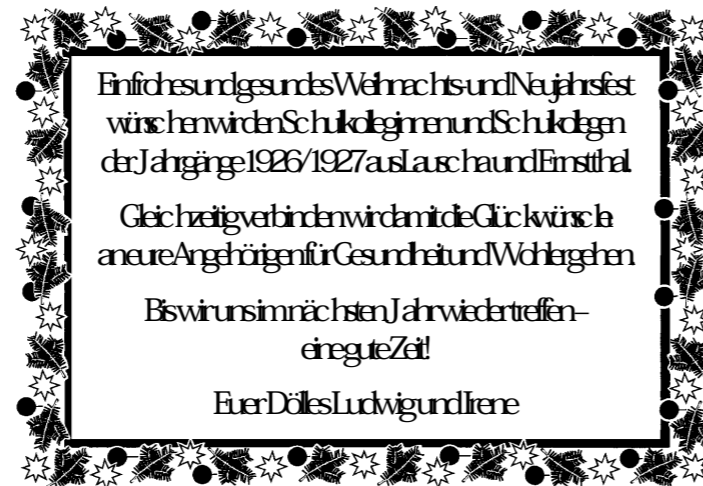 Ein frohes und gesundes Weihnachts- und Neujahrsfest
wünschen wir den Schulkolleginnen und Schulkollegen
der Jahrgänge 1926/1927 aus Lauscha und Ernstthal.
Gleichzeitig verbinden wir damit die Glückwünsche
an eure Angehörigen für Gesundheit und Wohlergehen.
Bis wir uns im nächsten Jahr wieder treffen –
eine gute Zeit!
Euer Dölles Ludwig und Irene